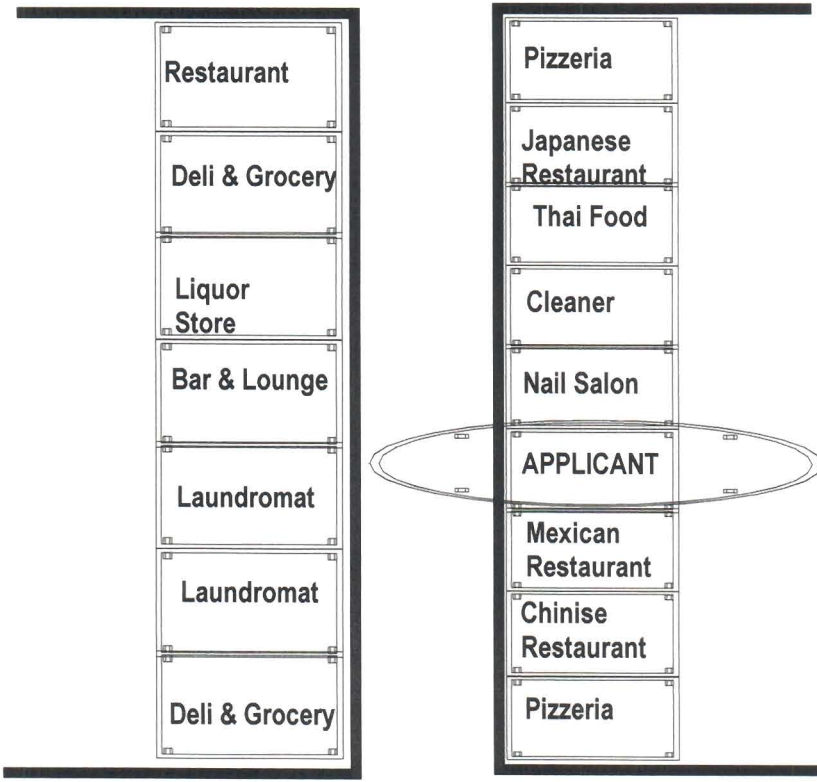 Restaurant
Deli & Grocery
Liquor
Store
Bar & Lounge
Laundromat
Laundromat
Deli & Grocery
Pizzeria
Japanese
Restaurant
Thai Food
Cleaner
Nail Salon
APPLICANT
Mexican
Restaurant
Chinise
Restaurant
Pizzeria